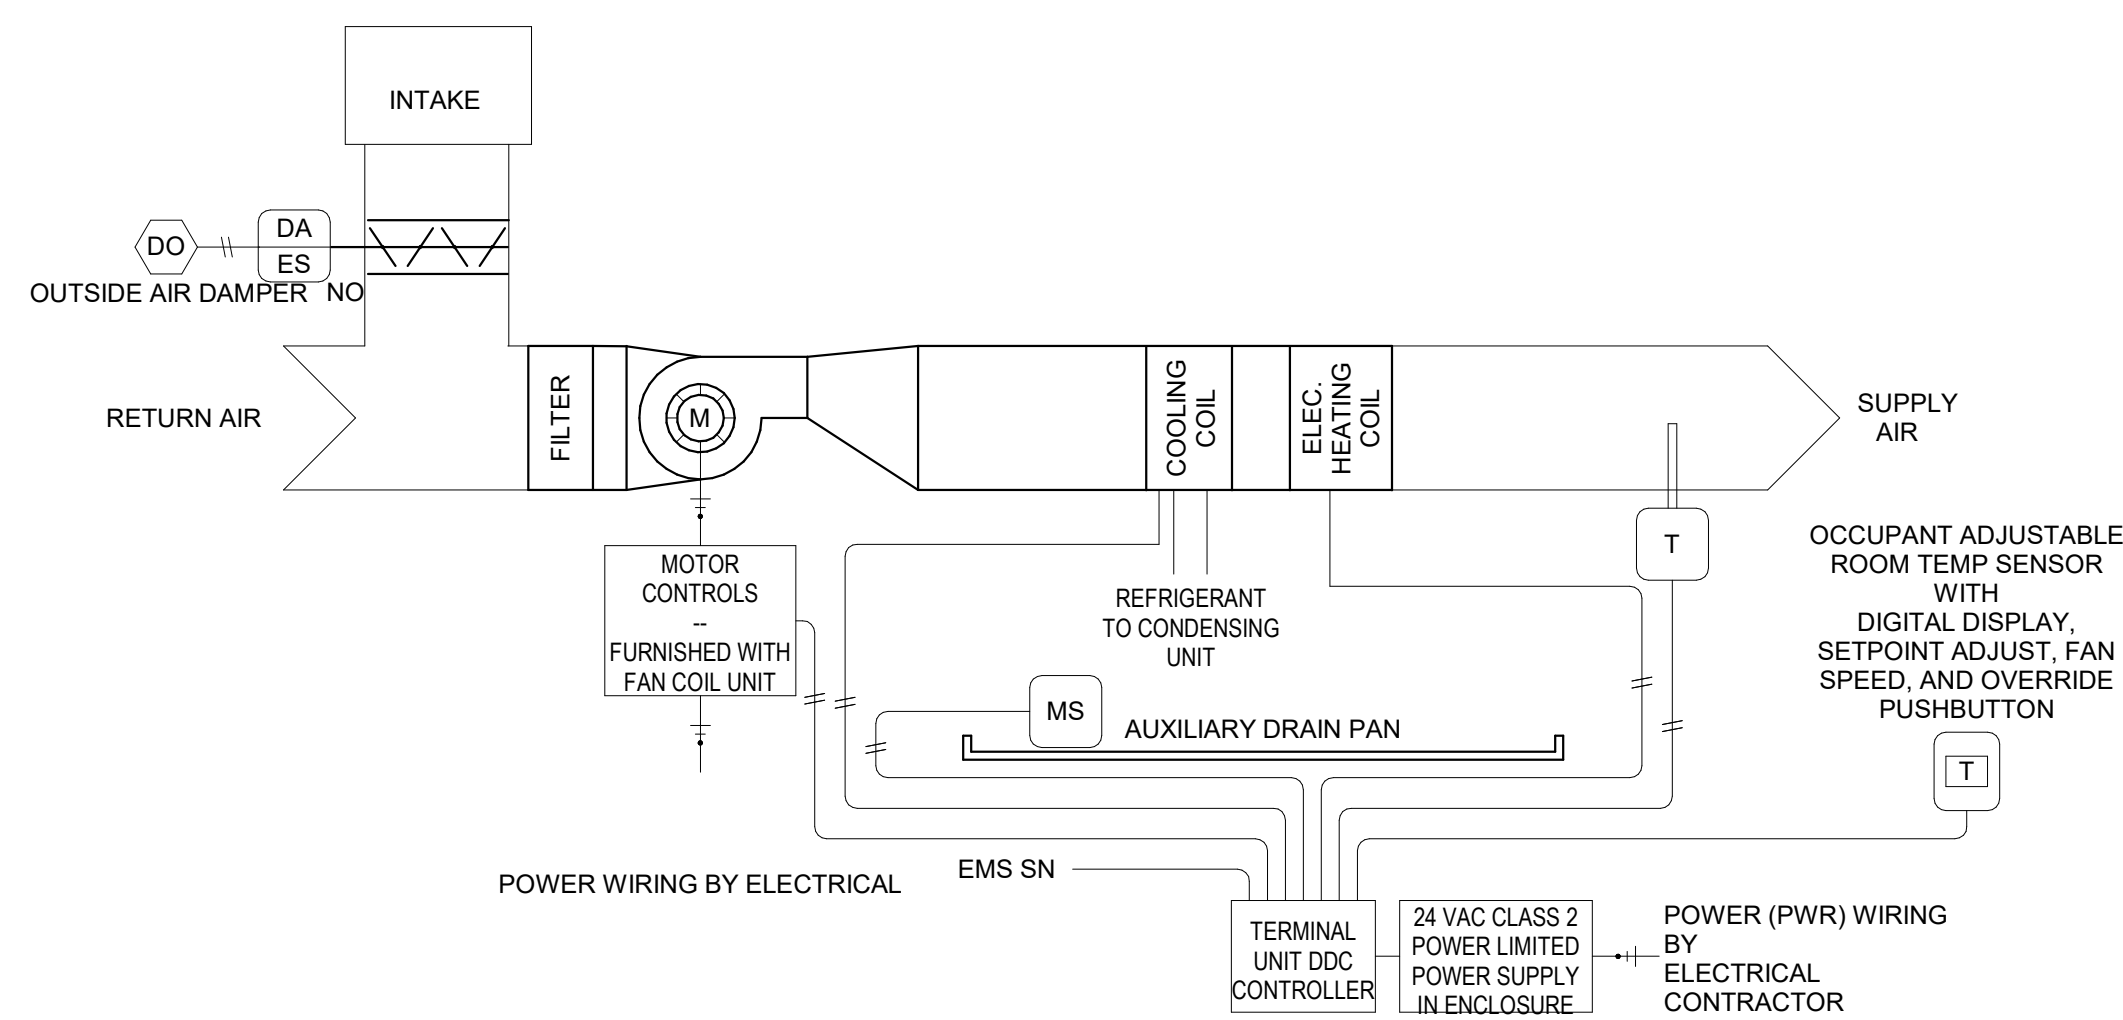 INTAKE
DA
DO
ES
OUTSIDE AIR DAMPER NO
RETURN AIR
FILTER
M
COOLING
COIL
ELEC.
HEATING
COIL
SUPPLY
AIR
T
MOTOR
CONTROLS
--
FURNISHED WITH
FAN COIL UNIT
REFRIGERANT
TO CONDENSING
UNIT
OCCUPANT ADJUSTABLE
ROOM TEMP SENSOR
WITH
DIGITAL DISPLAY,
SETPOINT ADJUST, FAN
SPEED, AND OVERRIDE
PUSHBUTTON
MS
AUXILIARY DRAIN PAN
T
EMS SN
POWER WIRING BY ELECTRICAL
TERMINAL
UNIT DDC
CONTROLLER
24 VAC CLASS 2
POWER LIMITED
POWER SUPPLY
IN ENCLOSURE
POWER (PWR) WIRING
BY
ELECTRICAL
CONTRACTOR